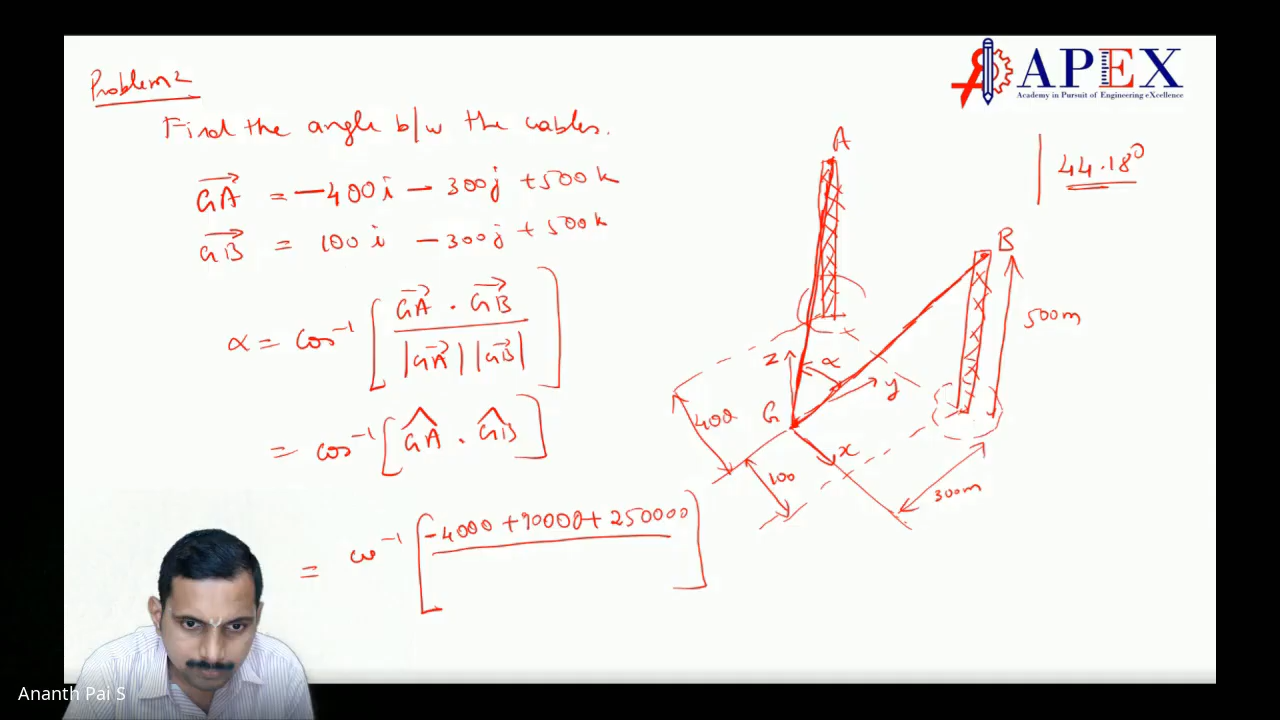 Problem 2
Find the angle b/w the cables.
GA = -400i - 300j + 500k
GB = 100i - 300j + 500k
α = cos⁻¹ [ GA . GB / |GA| |GB| ]
= cos⁻¹ [ GA . GB ]
= cos⁻¹ [ -4000 + 90000 + 250000
APEX
Academy in Pursuit of Engineering eXcellence
44.18⁰
A
B
500m
Z
α
y
G
400
x
100
300m
Ananth Pai S